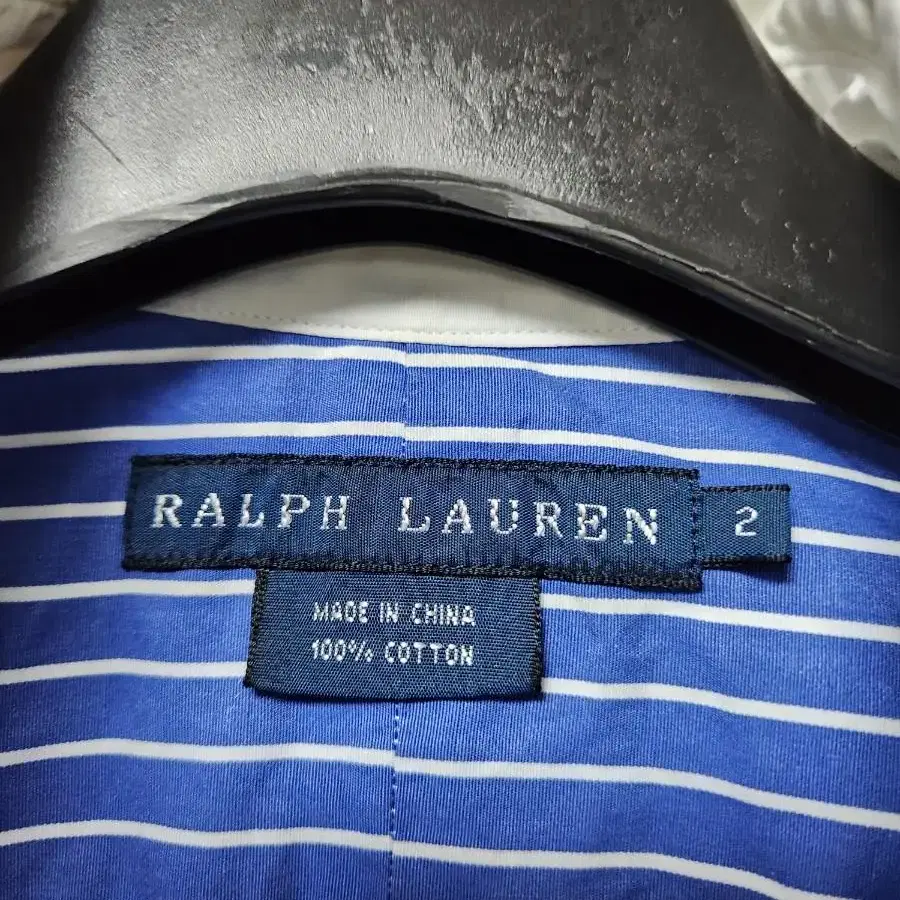 RALPH LAUREN
2
MADE IN CHINA
100% COTTON